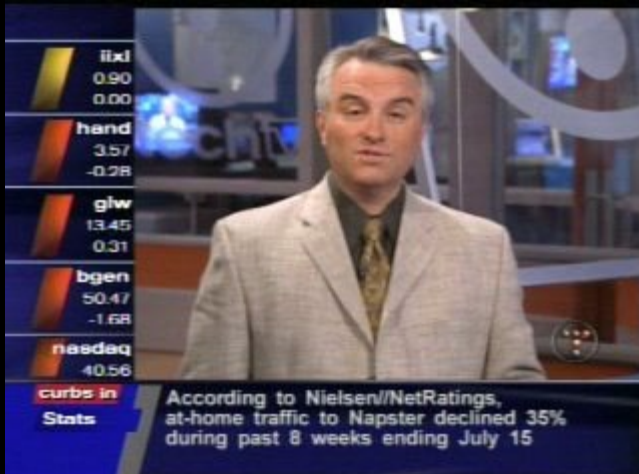 iixl
0.90
0.00
hand
3.57
-0.28
glw
13.45
0.31
bgen
50.47
-1.68
nasdaq
40.56
techtv
curbs in
Stats
According to Nielsen//NetRatings,
at-home traffic to Napster declined 35%
during past 8 weeks ending July 15